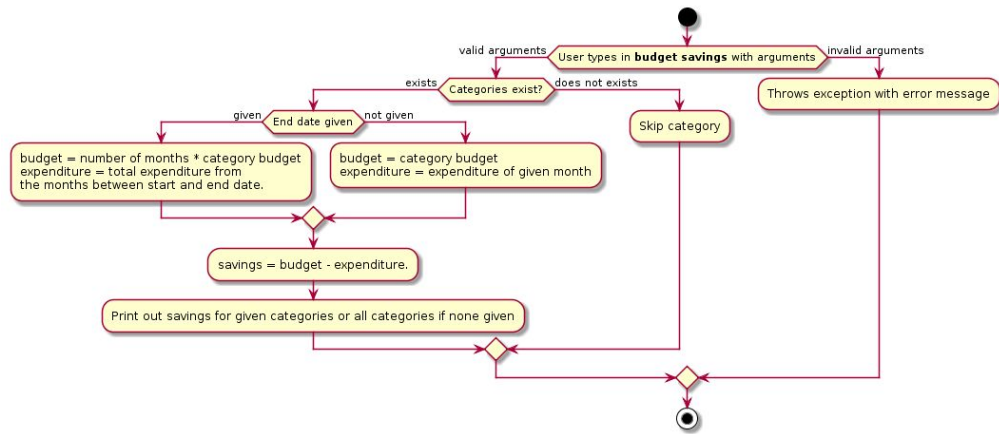 valid arguments
User types in budget savings with arguments
invalid arguments
exists
Categories exist?
does not exists
Throws exception with error message
given
End date given
not given
Skip category
budget = number of months * category budget
expenditure = total expenditure from
the months between start and end date.
budget = category budget
expenditure = expenditure of given month
savings = budget - expenditure.
Print out savings for given categories or all categories if none given